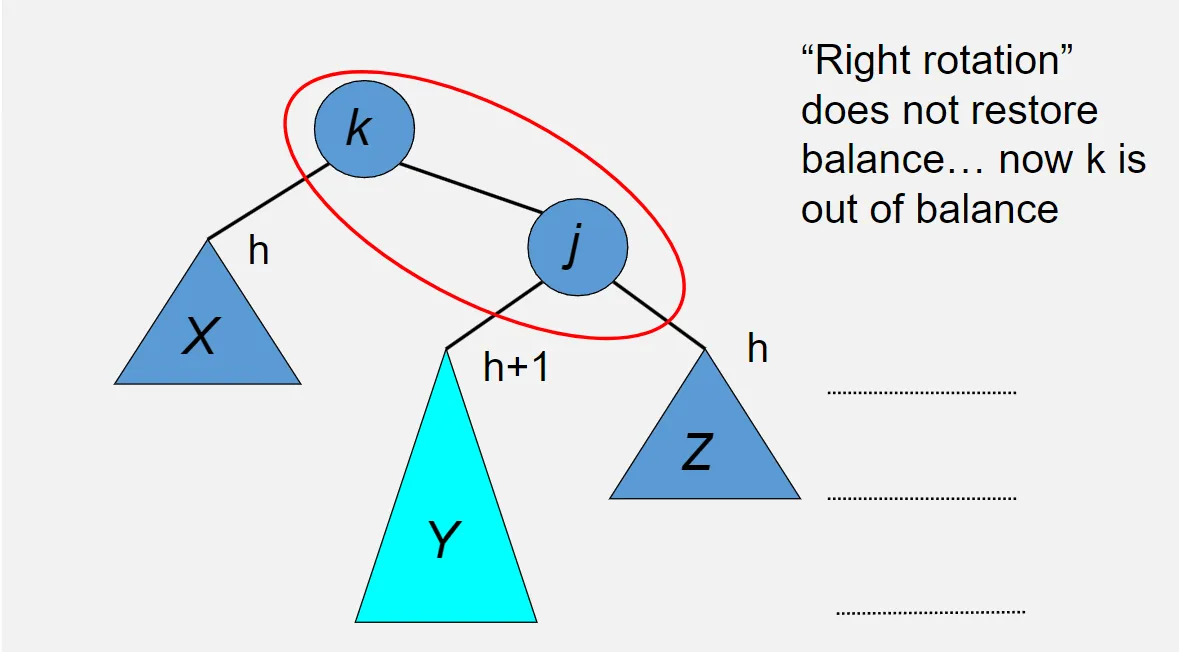 “Right rotation”
does not restore
balance… now k is
out of balance
k
j
h
X
h+1
h
Y
Z